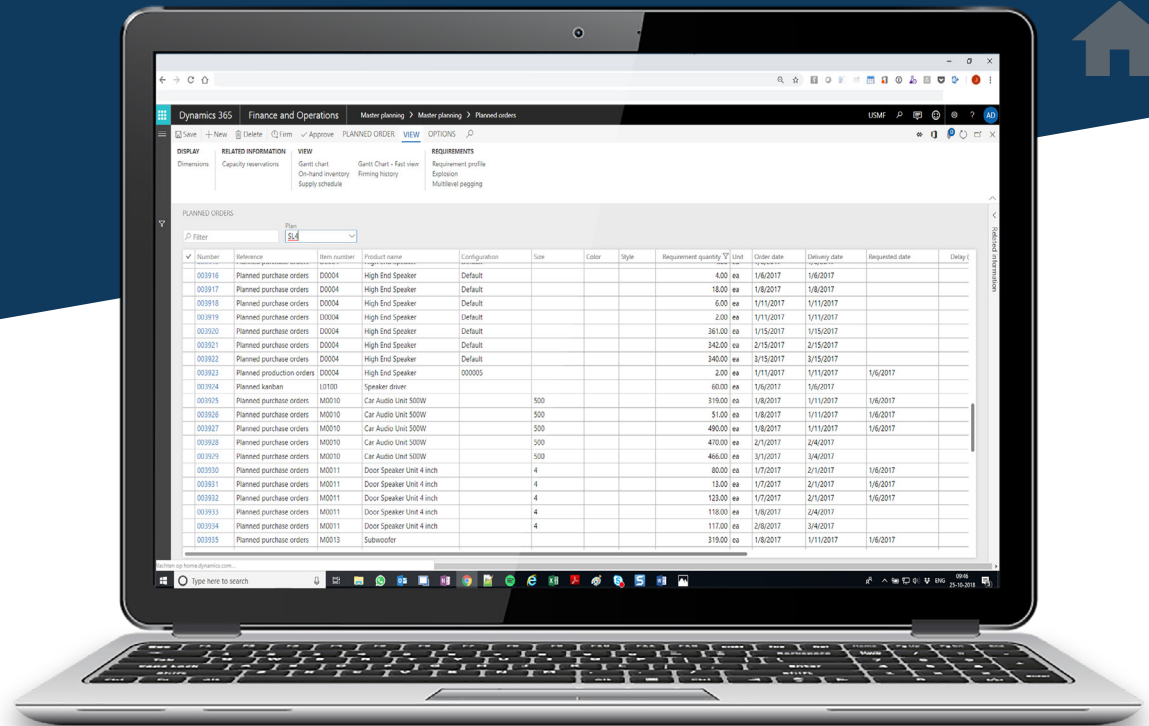 Dynamics 365 Finance and Operations Master planning > Master planning > Planned orders USMF ? AD
Save + New Delete Firm Approve PLANNED ORDER VIEW OPTIONS
DISPLAY RELATED INFORMATION VIEW REQUIREMENTS
Dimensions Capacity reservations Gantt chart Gantt Chart - Fast view Requirement profile
On-hand inventory Firming history Explosion
Supply schedule Multilevel pegging
PLANNED ORDERS
Related information
Plan
Filter SL4
Number Reference Item number Product name Configuration Size Color Style Requirement quantity Unit Order date Delivery date Requested date Delay (
003916 Planned purchase orders D0004 High End Speaker Default 4.00 ea 1/6/2017 1/6/2017
003917 Planned purchase orders D0004 High End Speaker Default 18.00 ea 1/8/2017 1/8/2017
003918 Planned purchase orders D0004 High End Speaker Default 6.00 ea 1/11/2017 1/11/2017
003919 Planned purchase orders D0004 High End Speaker Default 2.00 ea 1/11/2017 1/11/2017
003920 Planned purchase orders D0004 High End Speaker Default 361.00 ea 1/15/2017 1/15/2017
003921 Planned purchase orders D0004 High End Speaker Default 342.00 ea 2/15/2017 2/15/2017
003922 Planned purchase orders D0004 High End Speaker Default 340.00 ea 3/15/2017 3/15/2017
003923 Planned production orders D0004 High End Speaker 000005 2.00 ea 1/11/2017 1/11/2017 1/6/2017
003924 Planned kanban L0100 Speaker driver 60.00 ea 1/6/2017 1/6/2017
003925 Planned purchase orders M0010 Car Audio Unit 500W 500 319.00 ea 1/8/2017 1/11/2017 1/6/2017
003926 Planned purchase orders M0010 Car Audio Unit 500W 500 51.00 ea 1/8/2017 1/11/2017 1/6/2017
003927 Planned purchase orders M0010 Car Audio Unit 500W 500 490.00 ea 1/8/2017 1/11/2017 1/6/2017
003928 Planned purchase orders M0010 Car Audio Unit 500W 500 470.00 ea 2/1/2017 2/4/2017
003929 Planned purchase orders M0010 Car Audio Unit 500W 500 466.00 ea 3/1/2017 3/4/2017
003930 Planned purchase orders M0011 Door Speaker Unit 4 inch 4 80.00 ea 1/7/2017 2/1/2017 1/6/2017
003931 Planned purchase orders M0011 Door Speaker Unit 4 inch 4 13.00 ea 1/7/2017 2/1/2017 1/6/2017
003932 Planned purchase orders M0011 Door Speaker Unit 4 inch 4 123.00 ea 1/7/2017 2/1/2017 1/6/2017
003933 Planned purchase orders M0011 Door Speaker Unit 4 inch 4 118.00 ea 1/8/2017 2/4/2017
003934 Planned purchase orders M0011 Door Speaker Unit 4 inch 4 117.00 ea 2/8/2017 3/4/2017
003935 Planned purchase orders M0013 Subwoofer 319.00 ea 1/8/2017 1/11/2017 1/6/2017
Wachten op home.dynamics.com...
Type here to search ENG 09:46
25-10-2018